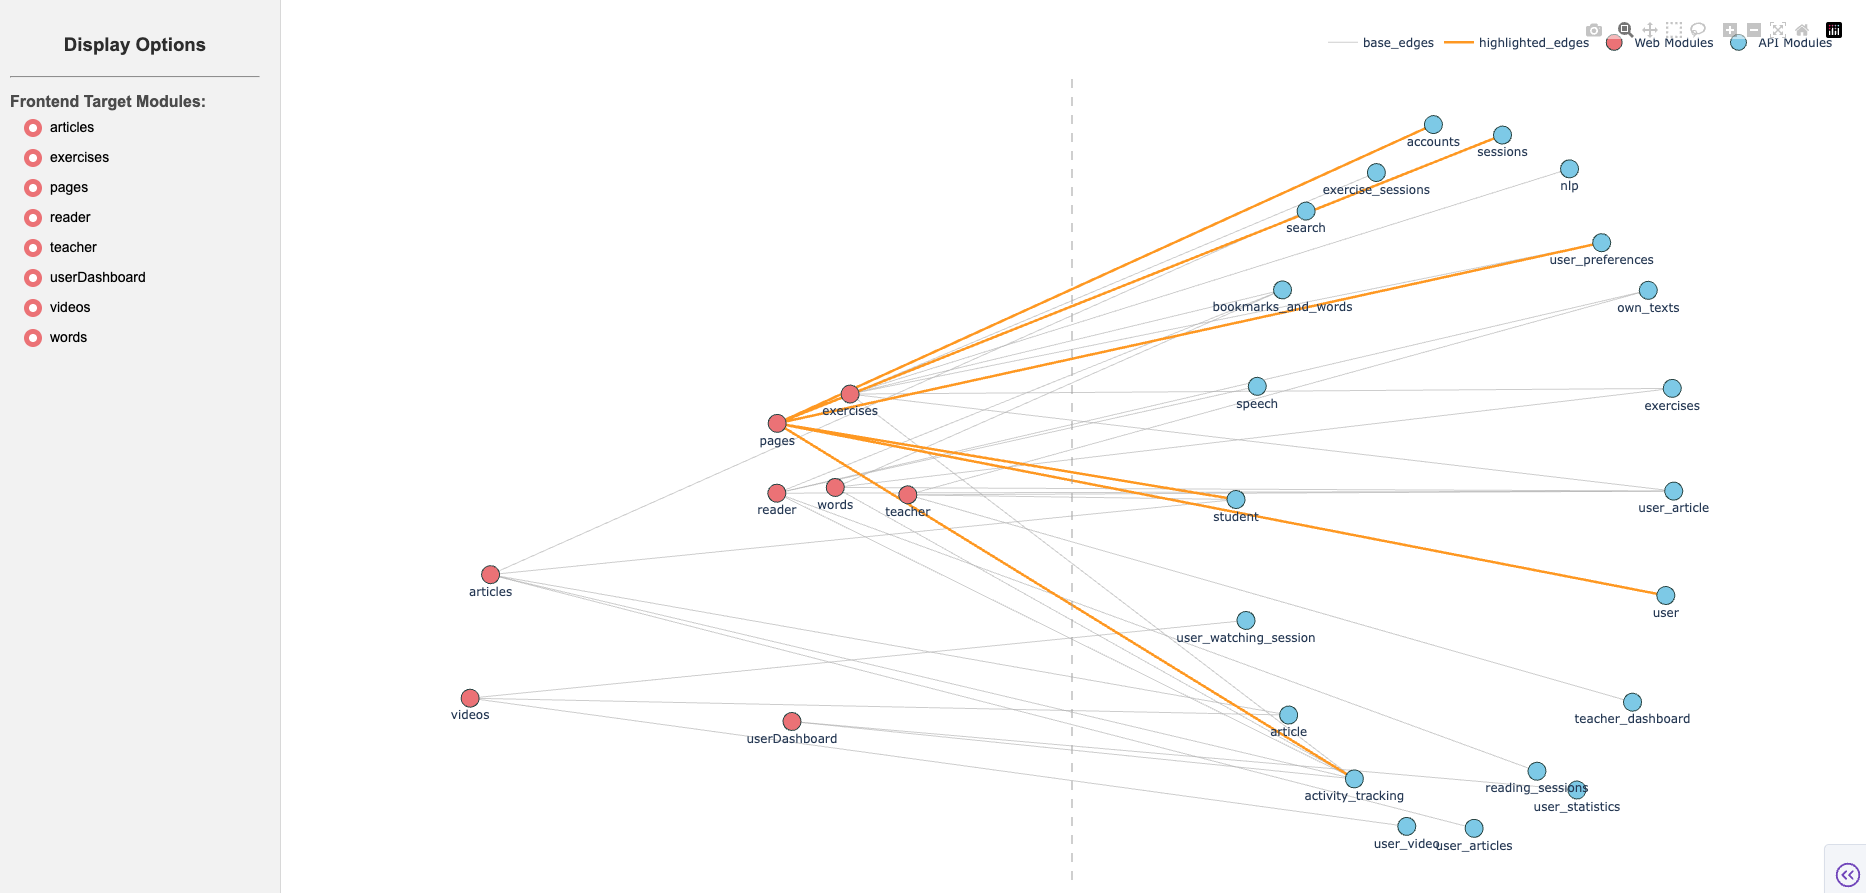 Display Options
Frontend Target Modules:
articles
exercises
pages
reader
teacher
userDashboard
videos
words
base_edges
highlighted_edges
Web Modules
API Modules
accounts
sessions
exercise_sessions
nlp
search
user_preferences
bookmarks_and_words
own_texts
speech
exercises
exercises
pages
reader
words
teacher
student
user_article
articles
user
user_watching_session
videos
userDashboard
article
teacher_dashboard
activity_tracking
reading_sessions
user_statistics
user_video
user_articles